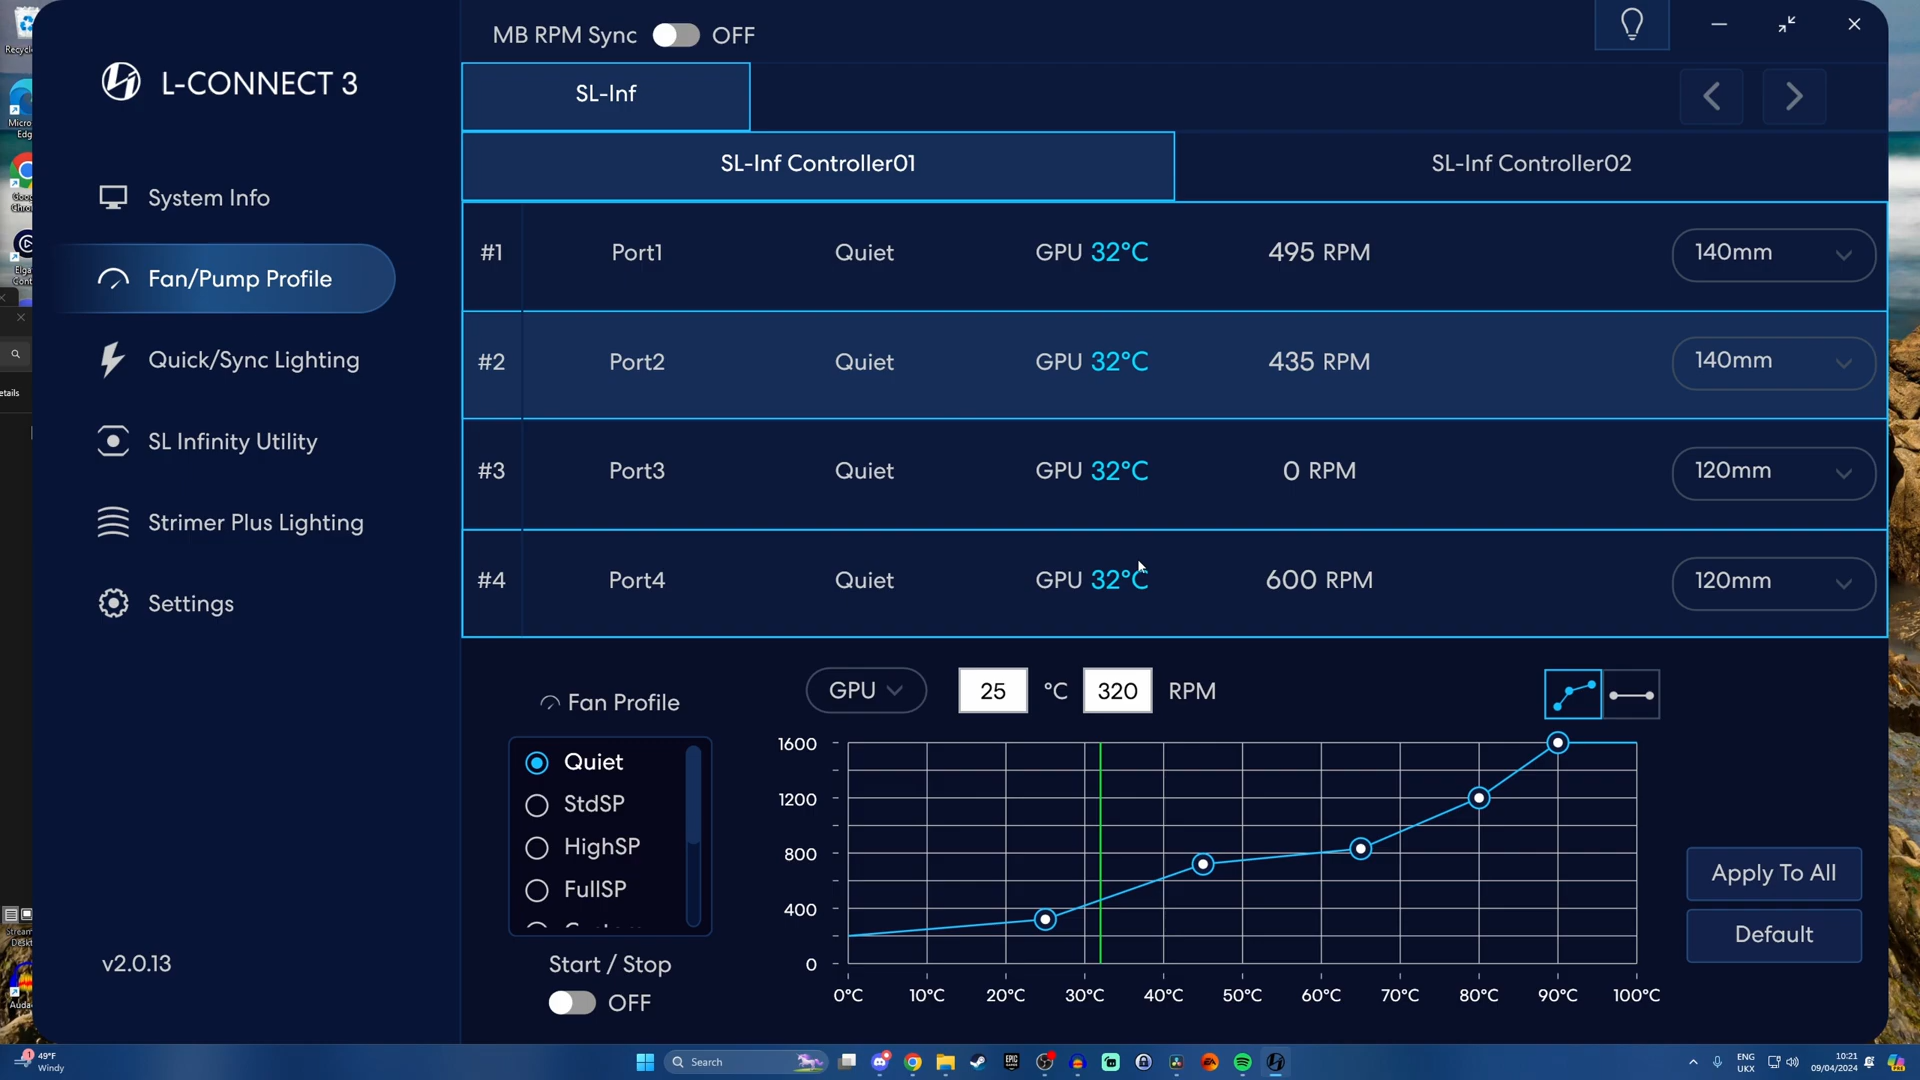 MB RPM Sync OFF
L-CONNECT 3
System Info
Fan/Pump Profile
Quick/Sync Lighting
SL Infinity Utility
Strimer Plus Lighting
Settings
v2.0.13
SL-Inf
SL-Inf Controller01 SL-Inf Controller02
#1 Port1 Quiet GPU 32°C 495 RPM 140mm
#2 Port2 Quiet GPU 32°C 435 RPM 140mm
#3 Port3 Quiet GPU 32°C 0 RPM 120mm
#4 Port4 Quiet GPU 32°C 600 RPM 120mm
Fan Profile
Quiet
StdSP
HighSP
FullSP
Start / Stop
OFF
GPU 25 °C 320 RPM
1600
1200
800
400
0
0°C 10°C 20°C 30°C 40°C 50°C 60°C 70°C 80°C 90°C 100°C
Apply To All
Default
49°F
Windy
Search
ENG
UKX
10:21
09/04/2024